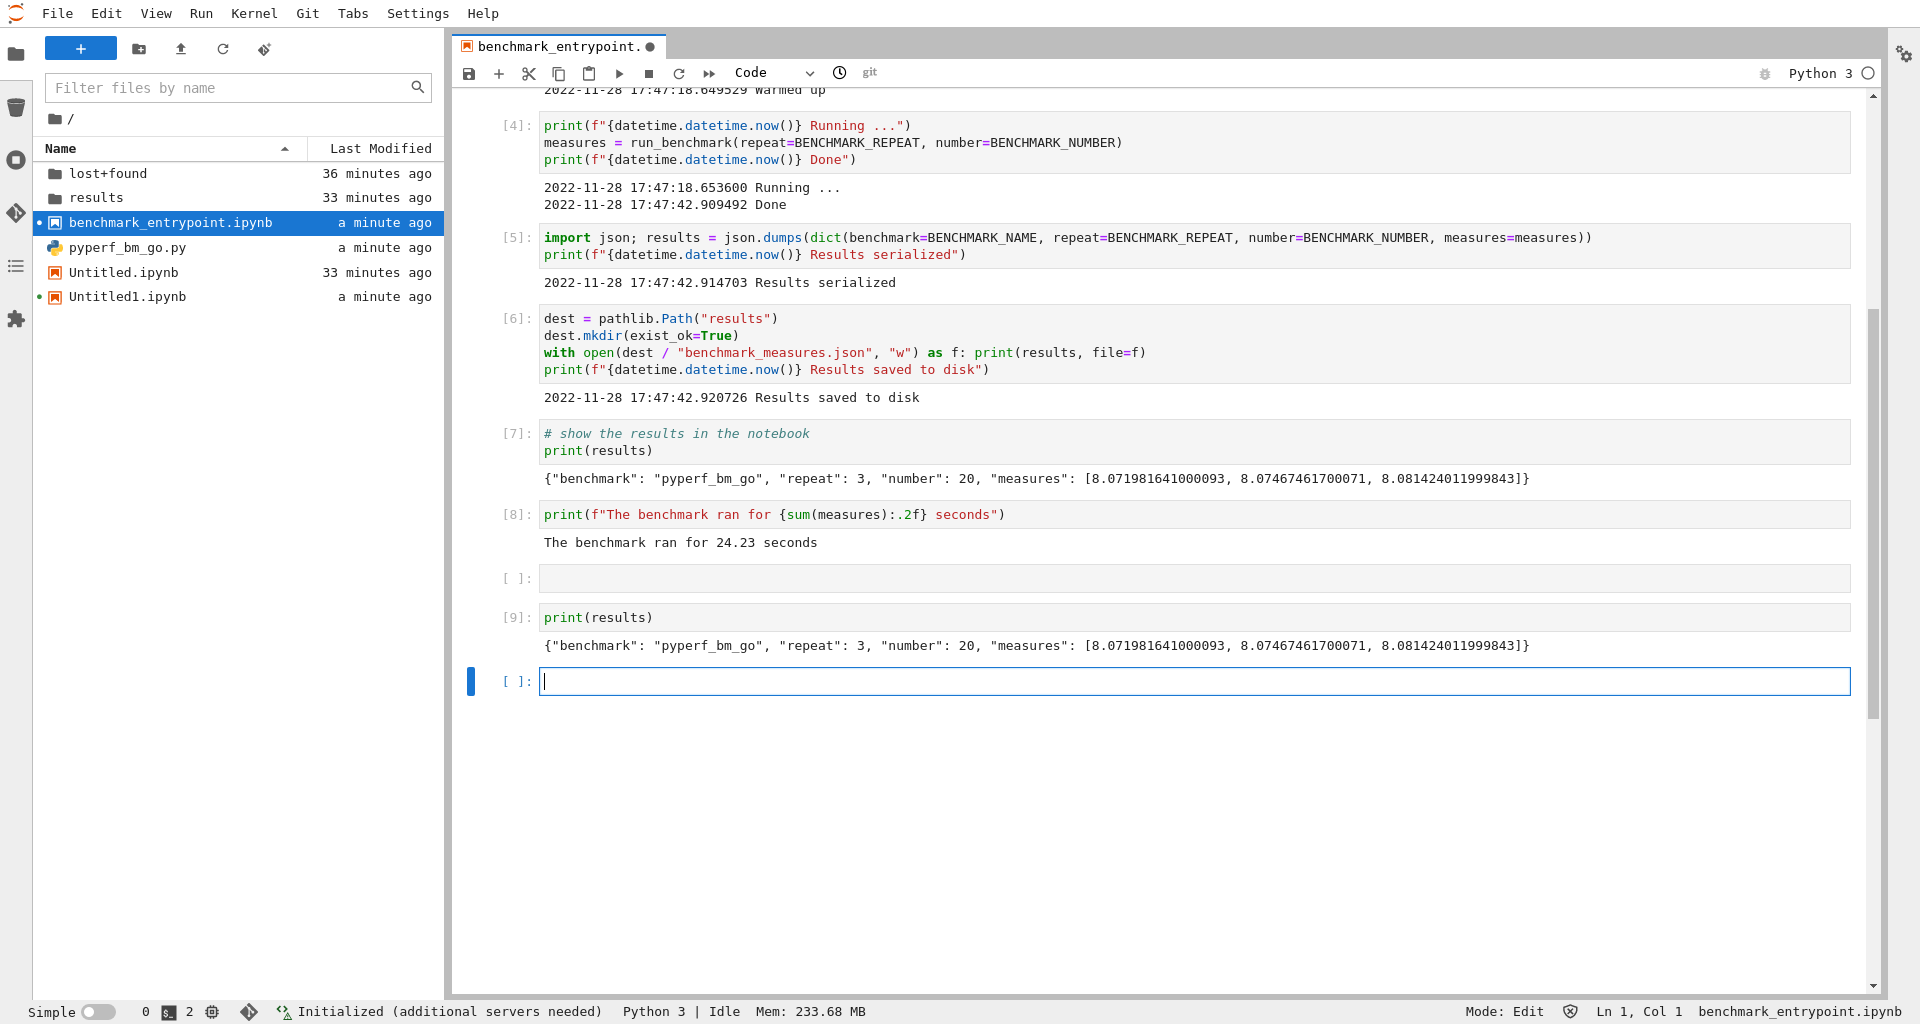 File Edit View Run Kernel Git Tabs Settings Help
Filter files by name
/
Name Last Modified
lost+found 36 minutes ago
results 33 minutes ago
benchmark_entrypoint.ipynb a minute ago
pyperf_bm_go.py a minute ago
Untitled.ipynb 33 minutes ago
Untitled1.ipynb a minute ago
benchmark_entrypoint.
Code git Python 3
2022-11-28 17:47:18.649529 Warmed up
[4]: print(f"{datetime.datetime.now()} Running ...")
measures = run_benchmark(repeat=BENCHMARK_REPEAT, number=BENCHMARK_NUMBER)
print(f"{datetime.datetime.now()} Done")
2022-11-28 17:47:18.653600 Running ...
2022-11-28 17:47:42.909492 Done
[5]: import json; results = json.dumps(dict(benchmark=BENCHMARK_NAME, repeat=BENCHMARK_REPEAT, number=BENCHMARK_NUMBER, measures=measures))
print(f"{datetime.datetime.now()} Results serialized")
2022-11-28 17:47:42.914703 Results serialized
[6]: dest = pathlib.Path("results")
dest.mkdir(exist_ok=True)
with open(dest / "benchmark_measures.json", "w") as f: print(results, file=f)
print(f"{datetime.datetime.now()} Results saved to disk")
2022-11-28 17:47:42.920726 Results saved to disk
[7]: # show the results in the notebook
print(results)
{"benchmark": "pyperf_bm_go", "repeat": 3, "number": 20, "measures": [8.071981641000093, 8.07467461700071, 8.081424011999843]}
[8]: print(f"The benchmark ran for {sum(measures):.2f} seconds")
The benchmark ran for 24.23 seconds
[ ]:
[9]: print(results)
{"benchmark": "pyperf_bm_go", "repeat": 3, "number": 20, "measures": [8.071981641000093, 8.07467461700071, 8.081424011999843]}
[ ]:
Simple 0 $_ 2 Initialized (additional servers needed) Python 3 | Idle Mem: 233.68 MB Mode: Edit Ln 1, Col 1 benchmark_entrypoint.ipynb